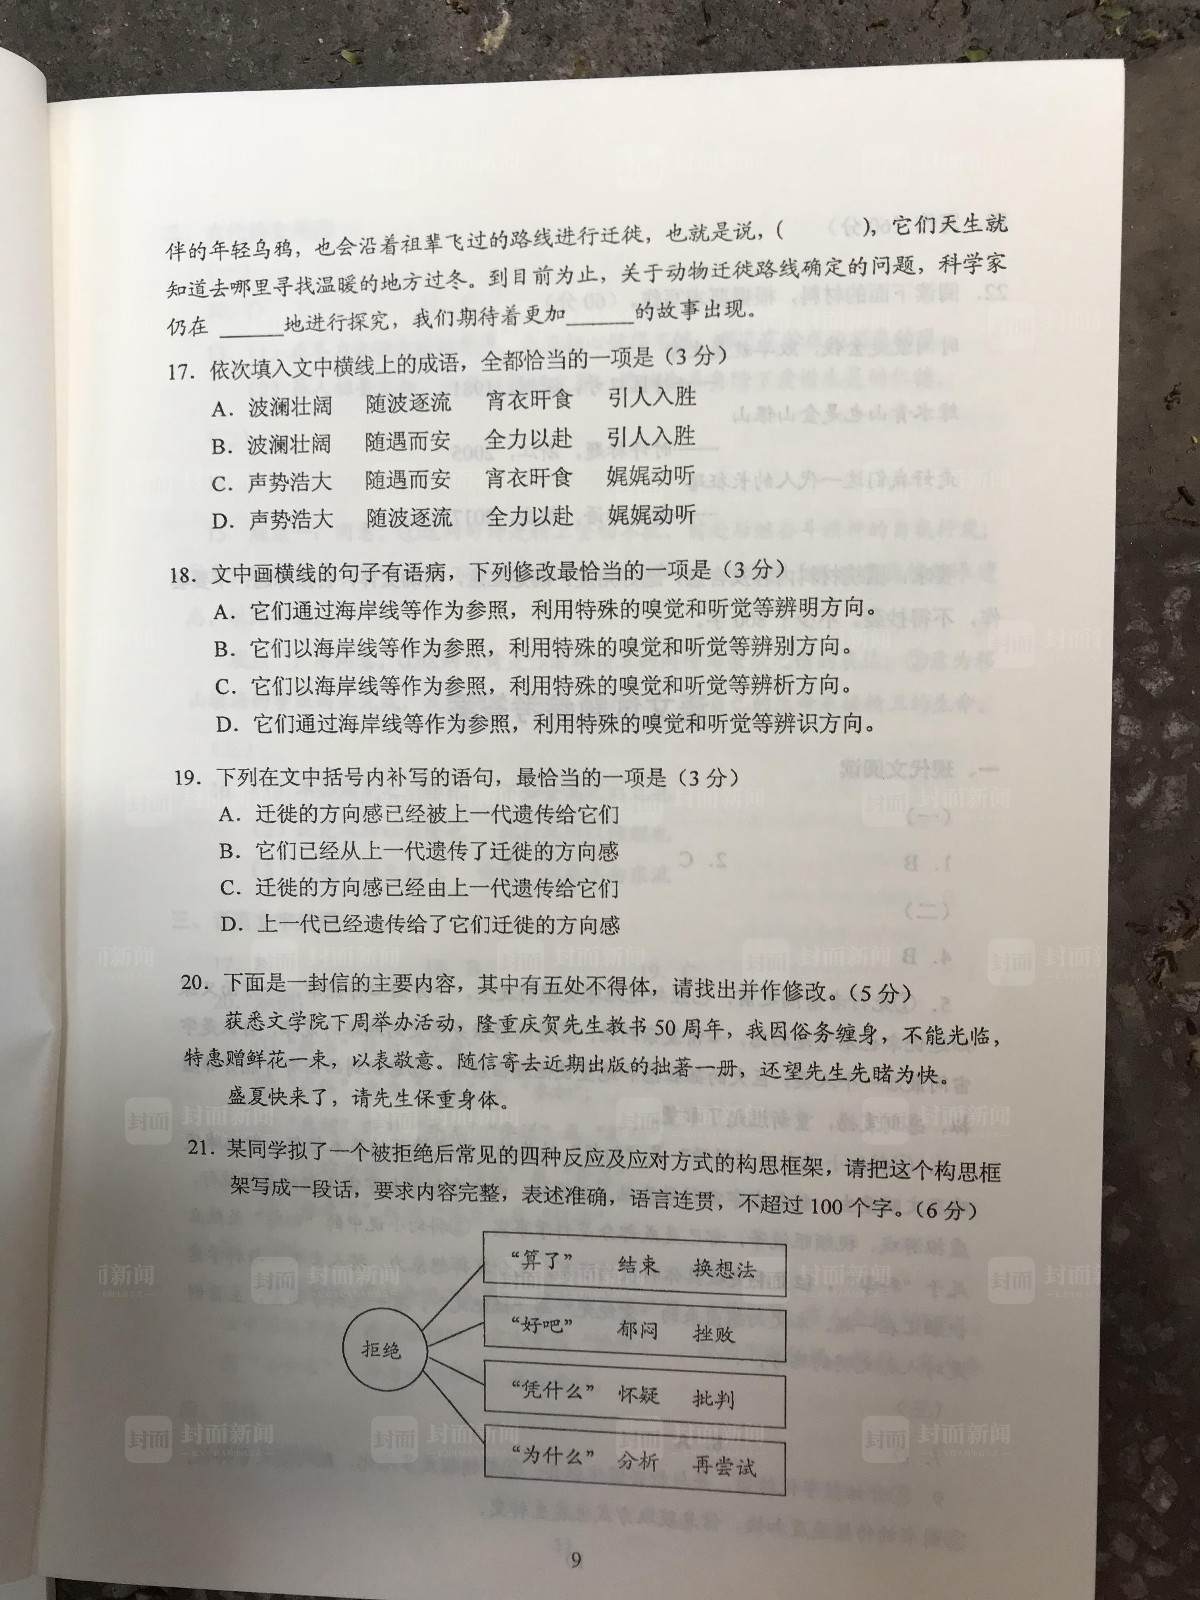 伴的年轻乌鸦，也会沿着祖辈飞过的路线进行迁徙，也就是说，(　　　)，它们天生就
知道去哪里寻找温暖的地方过冬。到目前为止，关于动物迁徙路线确定的问题，科学家
仍在 ______地进行探究，我们期待着更加______的故事出现。
17．依次填入文中横线上的成语，全都恰当的一项是（3 分）
A．波澜壮阔　随波逐流　宵衣旰食　引人入胜
B．波澜壮阔　随遇而安　全力以赴　引人入胜
C．声势浩大　随遇而安　宵衣旰食　娓娓动听
D．声势浩大　随波逐流　全力以赴　娓娓动听
18．文中画横线的句子有语病，下列修改最恰当的一项是（3 分）
A．它们通过海岸线等作为参照，利用特殊的嗅觉和听觉等辨明方向。
B．它们以海岸线等作为参照，利用特殊的嗅觉和听觉等辨别方向。
C．它们以海岸线等作为参照，利用特殊的嗅觉和听觉等辨析方向。
D．它们通过海岸线等作为参照，利用特殊的嗅觉和听觉等辨识方向。
19．下列在文中括号内补写的语句，最恰当的一项是（3 分）
A．迁徙的方向感已经被上一代遗传给它们
B．它们已经从上一代遗传了迁徙的方向感
C．迁徙的方向感已经由上一代遗传给它们
D．上一代已经遗传给了它们迁徙的方向感
20．下面是一封信的主要内容，其中有五处不得体，请找出并作修改。（5 分）
获悉文学院下周举办活动，隆重庆贺先生教书 50 周年，我因俗务缠身，不能光临，
特惠赠鲜花一束，以表敬意。随信寄去近期出版的拙著一册，还望先生先睹为快。
盛夏快来了，请先生保重身体。
21．某同学拟了一个被拒绝后常见的四种反应及应对方式的构思框架，请把这个构思框
架写成一段话，要求内容完整，表述准确，语言连贯，不超过 100 个字。（6 分）
拒绝
“算了”　结束　换想法
“好吧”　郁闷　挫败
“凭什么”　怀疑　批判
“为什么”　分析　再尝试
9
封面新闻